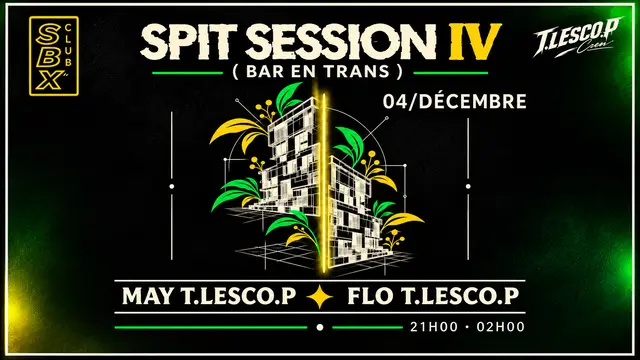 SBX
CLUB
SPIT SESSION IV
( BAR EN TRANS )
T.LESCO.P
Crew
04/DÉCEMBRE
MAY T.LESCO.P ✦ FLO T.LESCO.P
21H00 · 02H00